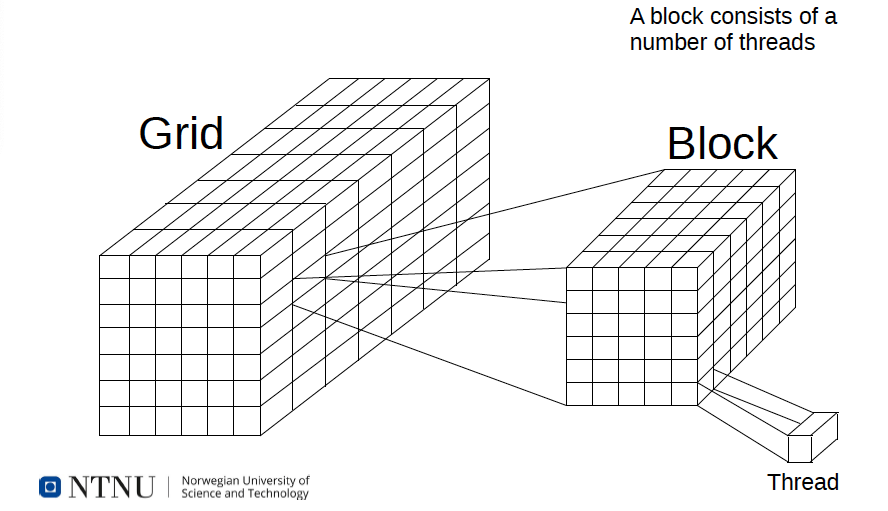 A block consists of a
number of threads
Grid
Block
Thread
NTNU
Norwegian University of
Science and Technology